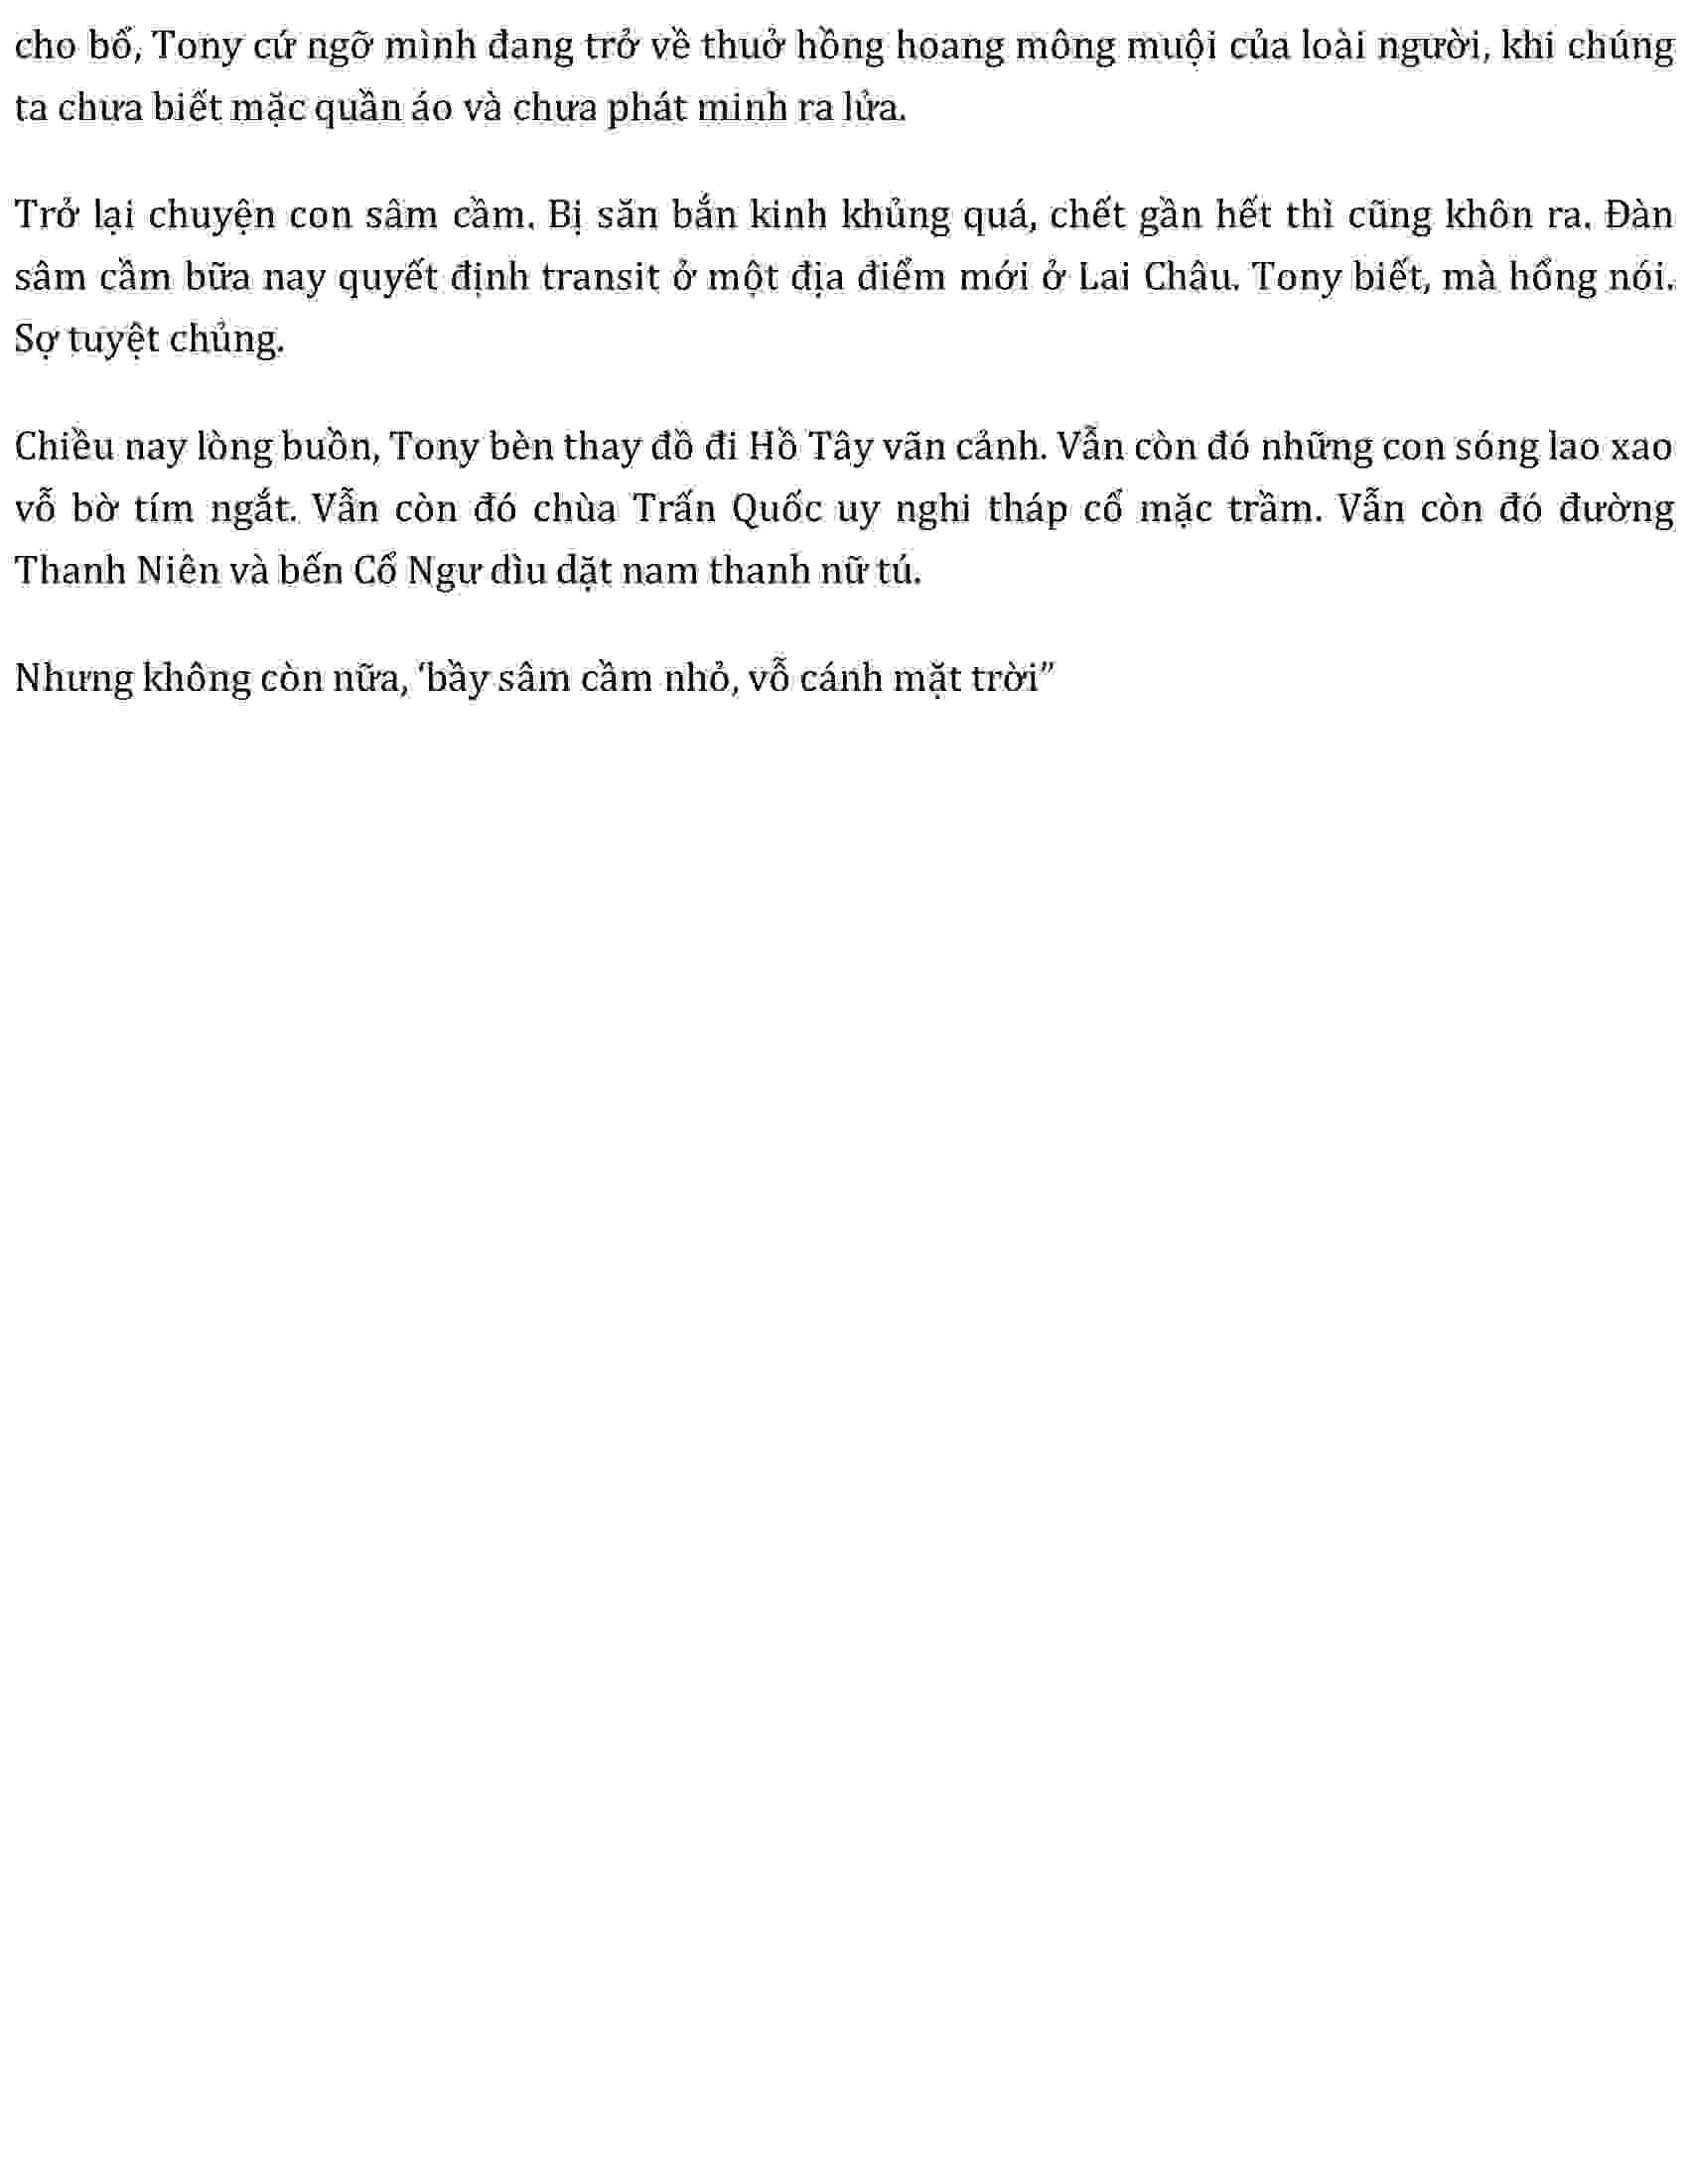 cho bổ, Tony cứ ngỡ mình đang trở về thuở hồng hoang mông muội của loài người, khi chúng
ta chưa biết mặc quần áo và chưa phát minh ra lửa.
Trở lại chuyện con sâm cầm. Bị săn bắn kinh khủng quá, chết gần hết thì cũng khôn ra. Đàn
sâm cầm bữa nay quyết định transit ở một địa điểm mới ở Lai Châu. Tony biết, mà hổng nói.
Sợ tuyệt chủng.
Chiều nay lòng buồn, Tony bèn thay đồ đi Hồ Tây vãn cảnh. Vẫn còn đó những con sóng lao xao
vỗ bờ tím ngắt. Vẫn còn đó chùa Trấn Quốc uy nghi tháp cổ mặc trầm. Vẫn còn đó đường
Thanh Niên và bến Cổ Ngư dìu dặt nam thanh nữ tú.
Nhưng không còn nữa, ‘bầy sâm cầm nhỏ, vỗ cánh mặt trời”